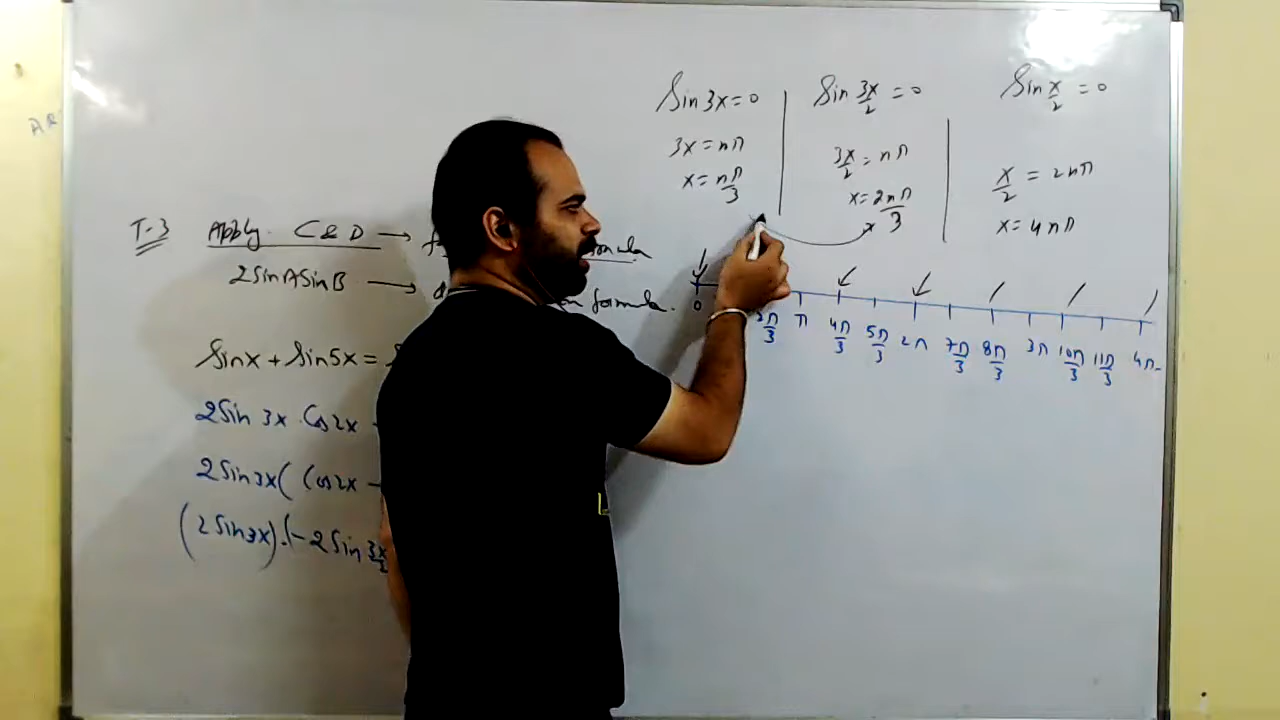 T-3 Apply C & D →
2SinASinB → formula.
Sinx + Sin5x =
2Sin 3x . Cos2x
2Sin3x( Cos2x -
(2Sin3x).(-2Sin 3x/2
Sin3x=0
3x = nπ
x = nπ/3
Sin 3x/2 = 0
3x/2 = nπ
x = 2nπ/3
Sin x/2 = 0
x/2 = 2nπ
x = 4nπ
0 2π/3 π 4π/3 5π/3 2π 7π/3 8π/3 3π 10π/3 11π/3 4π